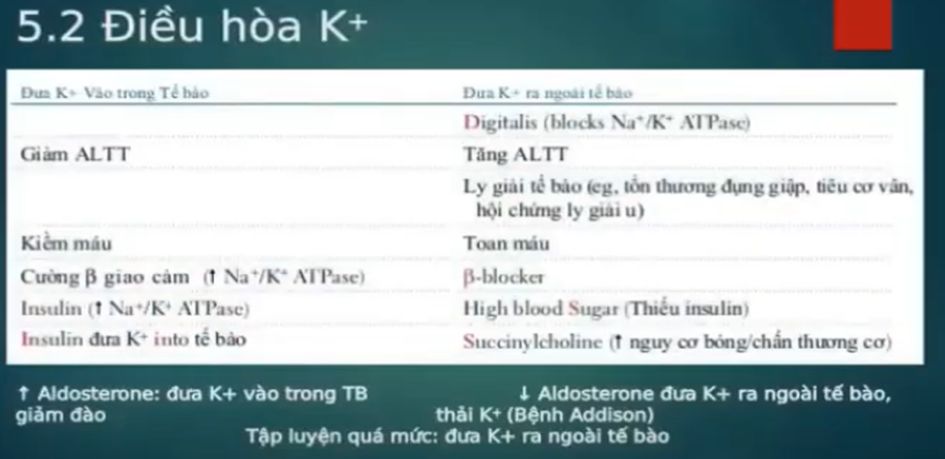 5.2 Điều hòa K+
Đưa K+ Vào trong Tế bào
Đưa K+ ra ngoài tế bào
Digitalis (blocks Na⁺/K⁺ ATPase)
Giảm ALTT
Tăng ALTT
Ly giải tế bào (eg, tổn thương đụng giập, tiêu cơ vân,
hội chứng ly giải u)
Kiềm máu
Toan máu
Cường β giao cảm (↑ Na⁺/K⁺ ATPase)
β-blocker
Insulin (↑ Na⁺/K⁺ ATPase)
High blood Sugar (Thiếu insulin)
Insulin đưa K⁺ into tế bào
Succinylcholine (↑ nguy cơ bỏng/chấn thương cơ)
↑ Aldosterone: đưa K+ vào trong TB
giảm đào
↓ Aldosterone đưa K+ ra ngoài tế bào,
thải K⁺ (Bệnh Addison)
Tập luyện quá mức: đưa K+ ra ngoài tế bào